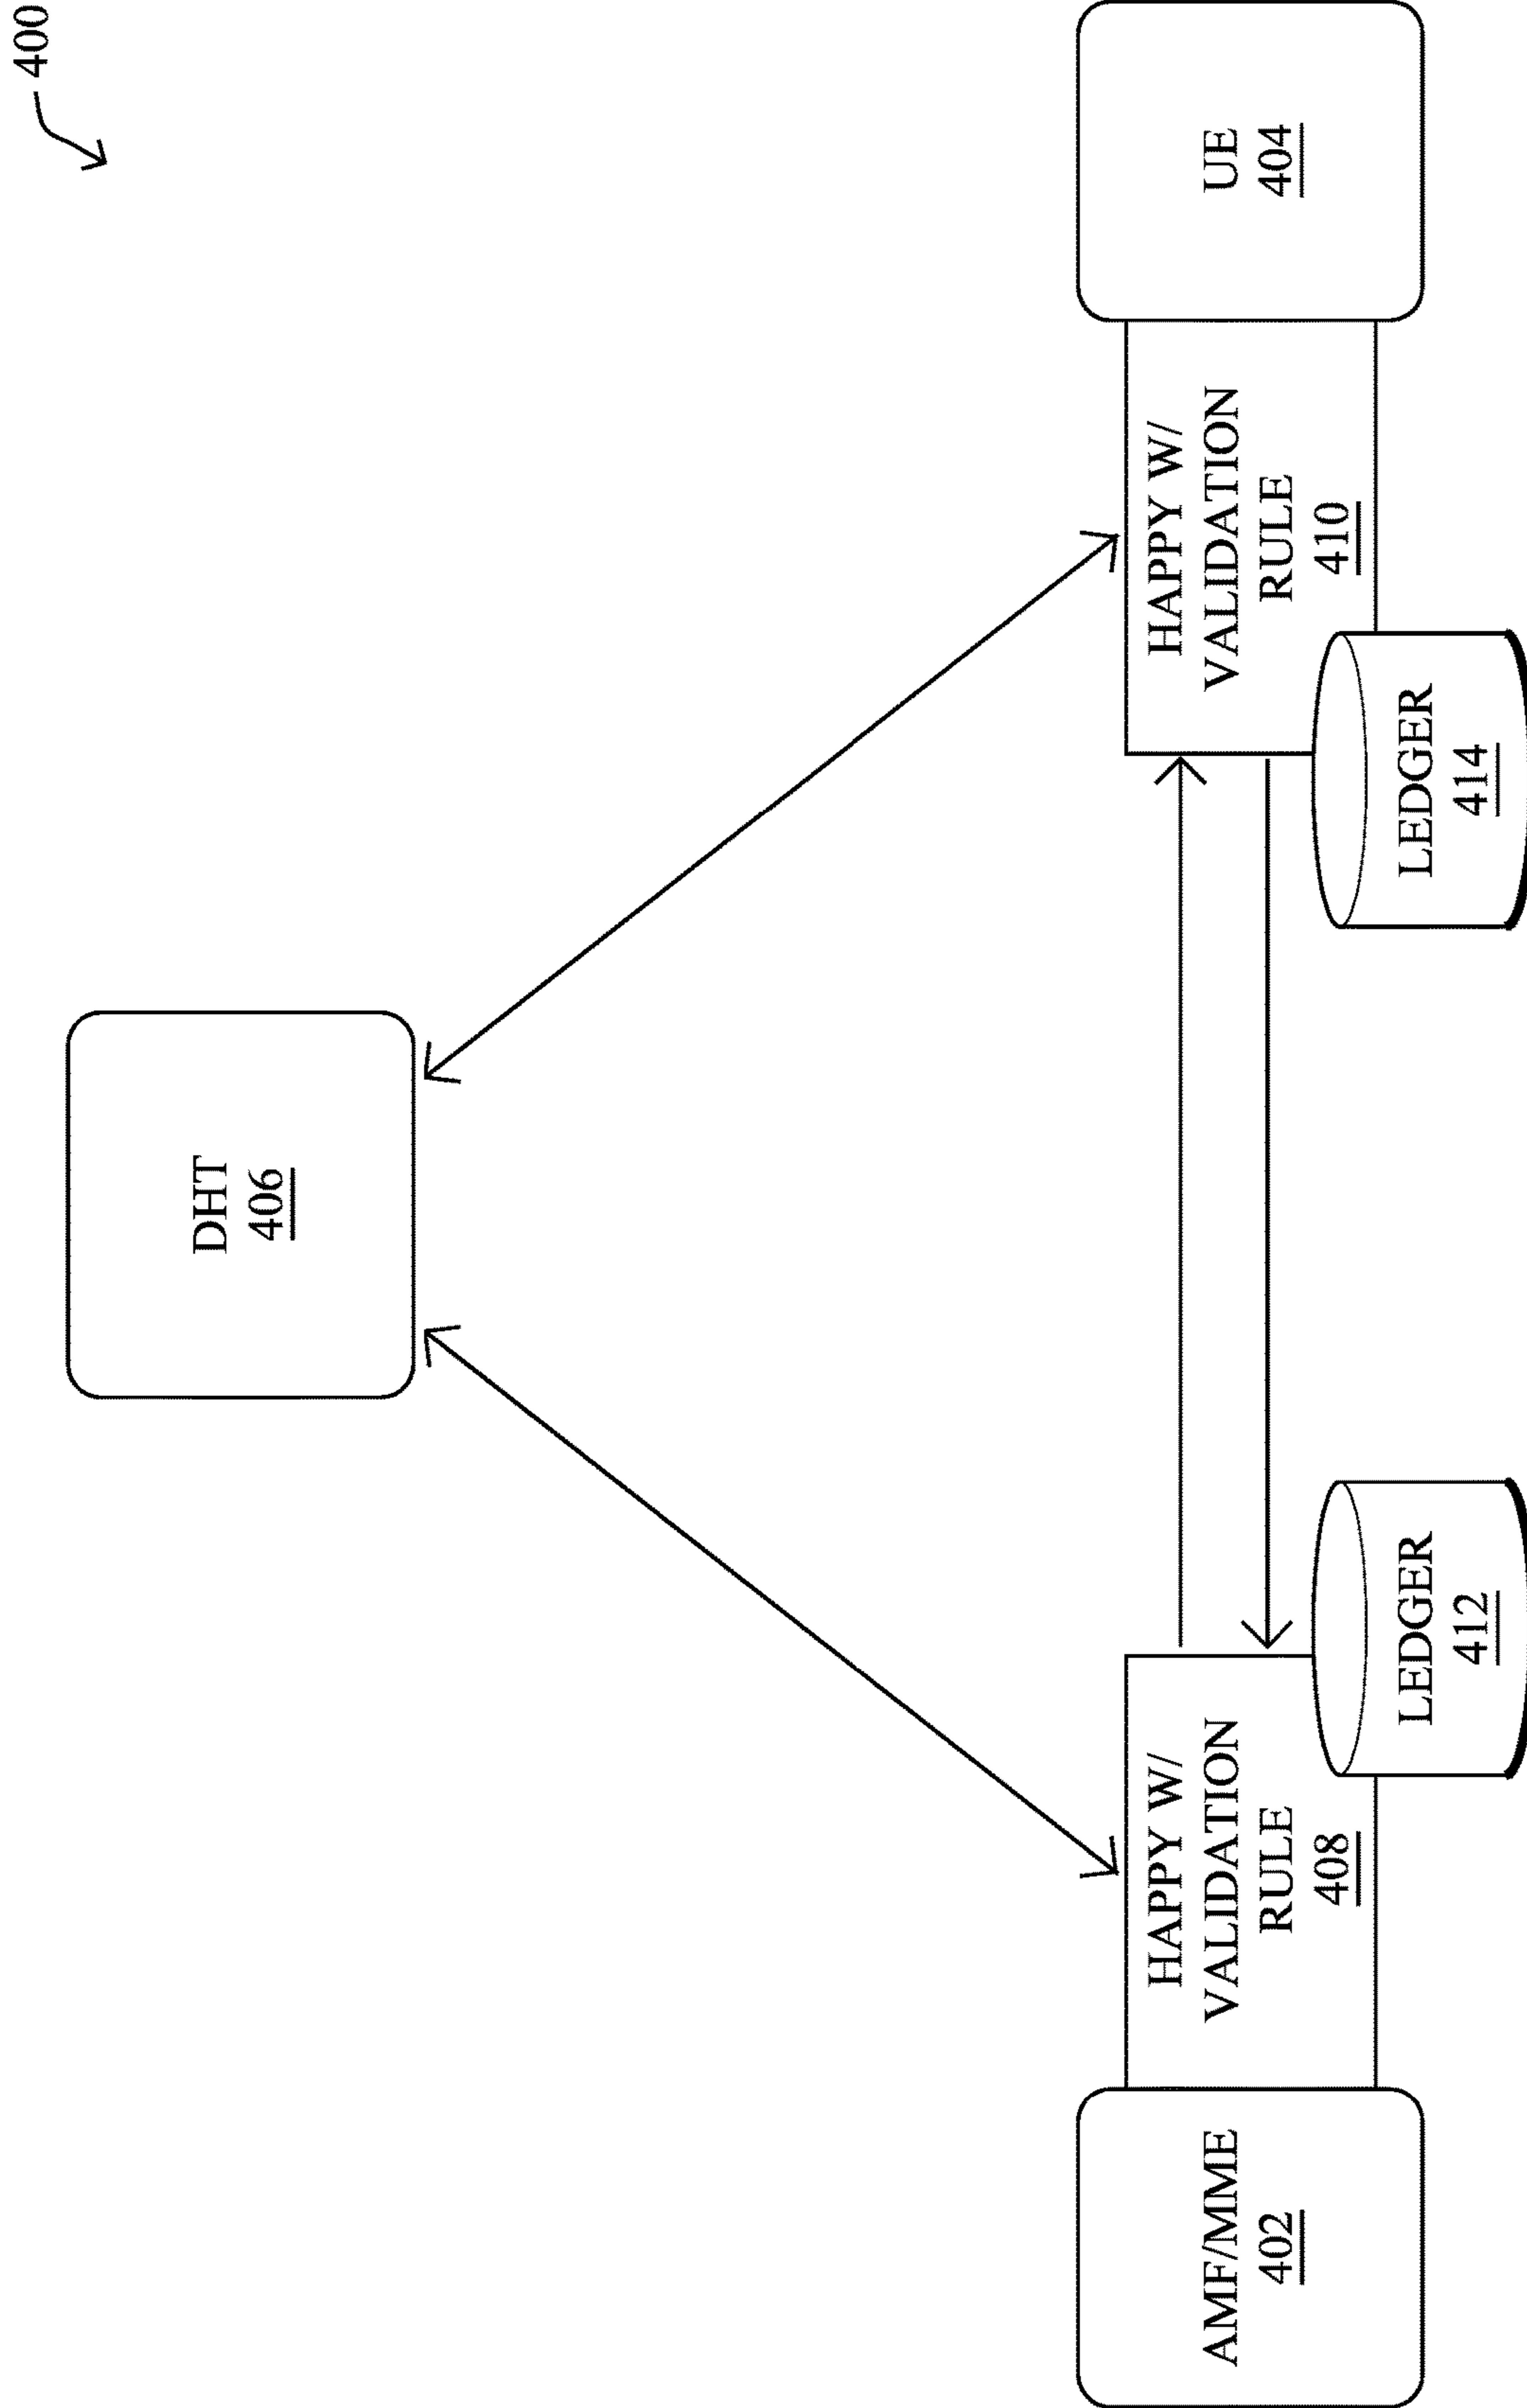 400
DHT
406
AMF/MME
402
HAPPY W/
VALIDATION
RULE
408
LEDGER
412
HAPPY W/
VALIDATION
RULE
410
LEDGER
414
UE
404